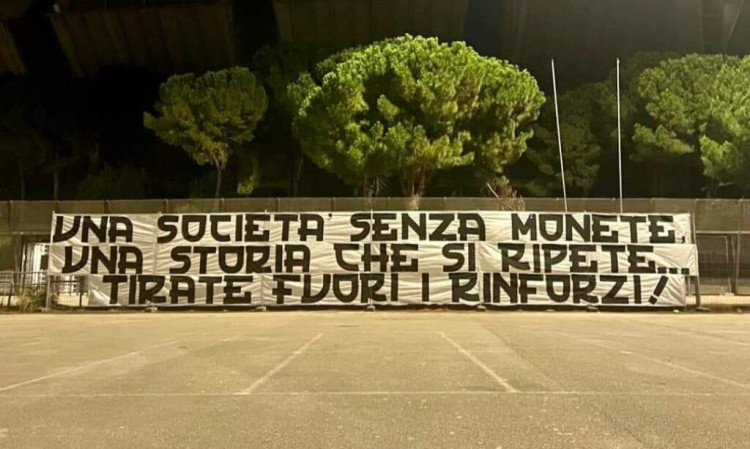 UNA SOCIETA' SENZA MONETE,
UNA STORIA CHE SI RIPETE...
TIRATE FUORI I RINFORZI!